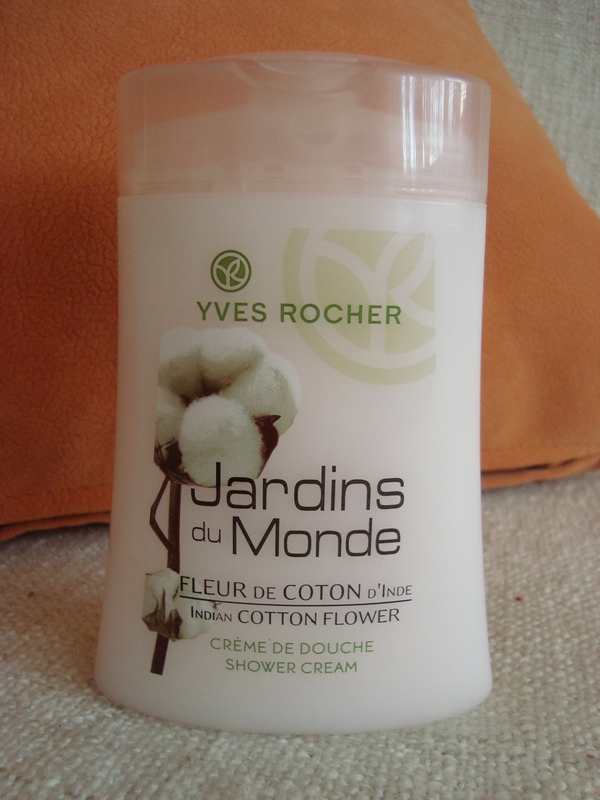 YVES ROCHER
Jardins
du Monde
FLEUR DE COTON D'INDE
INDIAN COTTON FLOWER
CRÈME DE DOUCHE
SHOWER CREAM